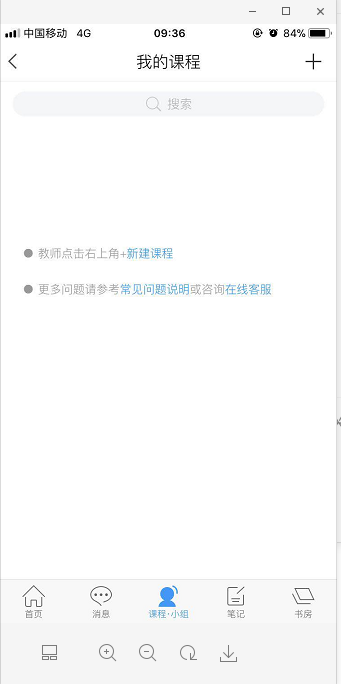 中国移动 4G 09:36 84%
我的课程
搜索
教师点击右上角+新建课程
更多问题请参考常见问题说明或咨询在线客服
首页 消息 课程·小组 笔记 书房